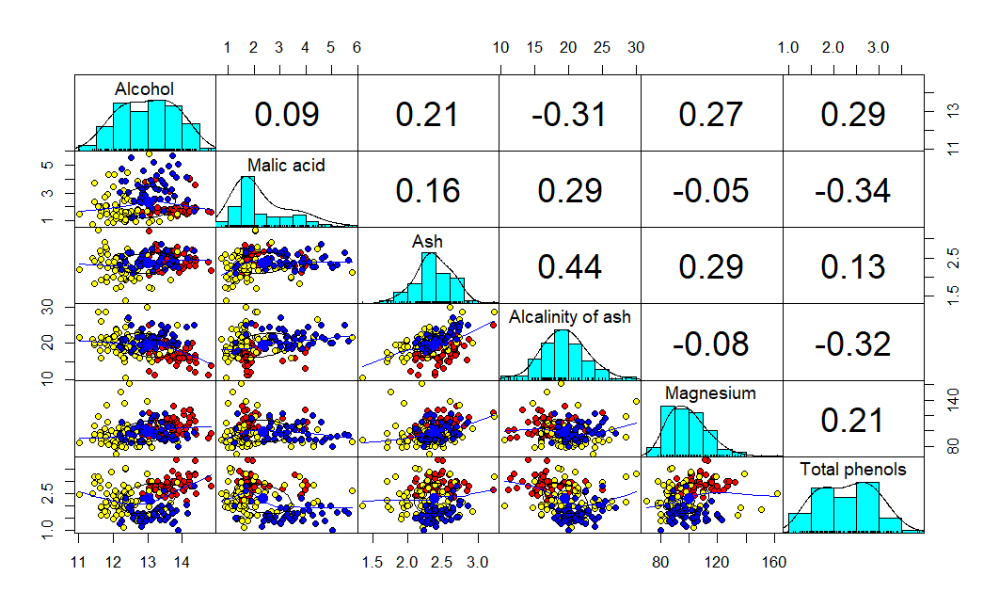 1 2 3 4 5 6 10 15 20 25 30 1.0 2.0 3.0
Alcohol 0.09 0.21 -0.31 0.27 0.29 11 13
1 3 5 Malic acid 0.16 0.29 -0.05 -0.34
Ash 0.44 0.29 0.13 1.5 2.5
10 20 30 Alcalinity of ash -0.08 -0.32
Magnesium 0.21 80 140
1.0 2.5 Total phenols
11 12 13 14 1.5 2.0 2.5 3.0 80 120 160